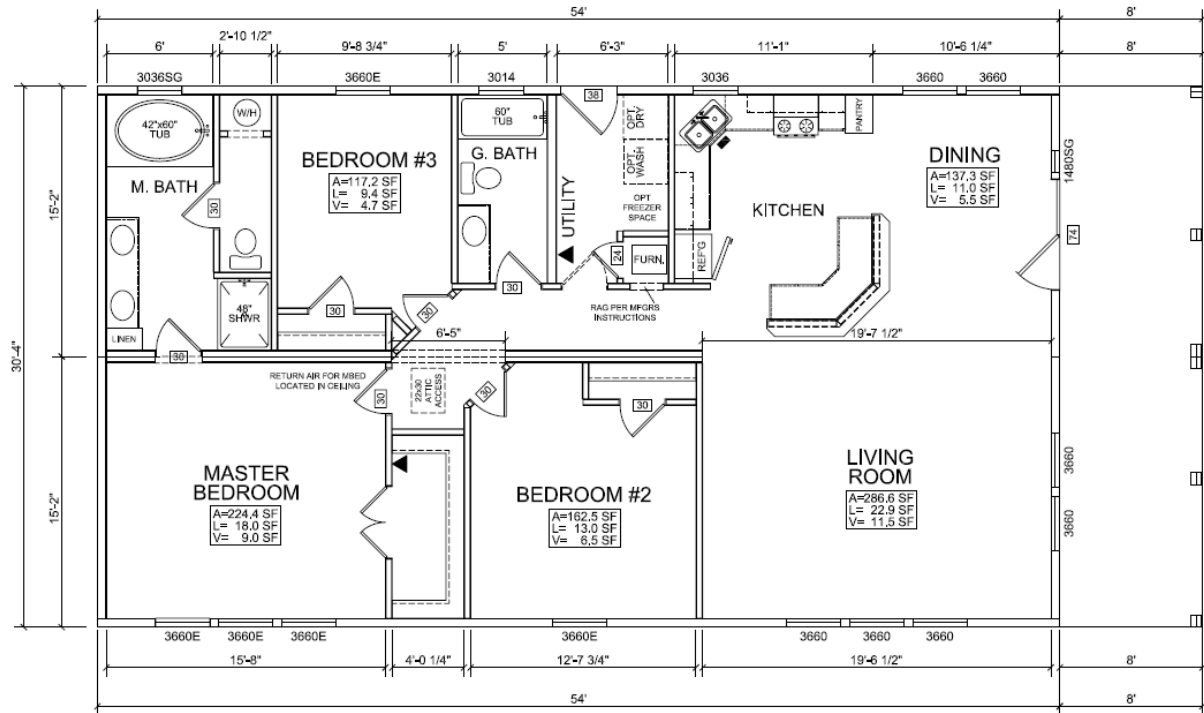 54'
8'
6'
2'-10 1/2"
9'-8 3/4"
5'
6'-3"
11'-1"
10'-6 1/4"
8'
3036SG
3660E
3014
38
3036
3660
3660
42"x60"
TUB
W/H
60"
TUB
OPT
DRY
OPT
WASH
PANTRY
1480SG
BEDROOM #3
A=117.2 SF
L= 9.4 SF
V= 4.7 SF
G. BATH
DINING
A=137.3 SF
L= 11.0 SF
V= 5.5 SF
M. BATH
30
UTILITY
OPT
FREEZER
SPACE
KITCHEN
15'-2"
74
24
FURN.
REF'G
48"
SHWR
30
30
30
RAG PER MFGRS
INSTRUCTIONS
LINEN
30
6'-5"
19'-7 1/2"
30'-4"
RETURN AIR FOR MBED
LOCATED IN CEILING
30
22x30
ATTIC
ACCESS
30
30
MASTER
BEDROOM
A=224.4 SF
L= 18.0 SF
V= 9.0 SF
BEDROOM #2
A=162.5 SF
L= 13.0 SF
V= 6.5 SF
LIVING
ROOM
A=286.6 SF
L= 22.9 SF
V= 11.5 SF
15'-2"
3660
3660
3660E
3660E
3660E
3660E
3660
3660
3660
15'-8"
4'-0 1/4"
12'-7 3/4"
19'-6 1/2"
8'
54'
8'